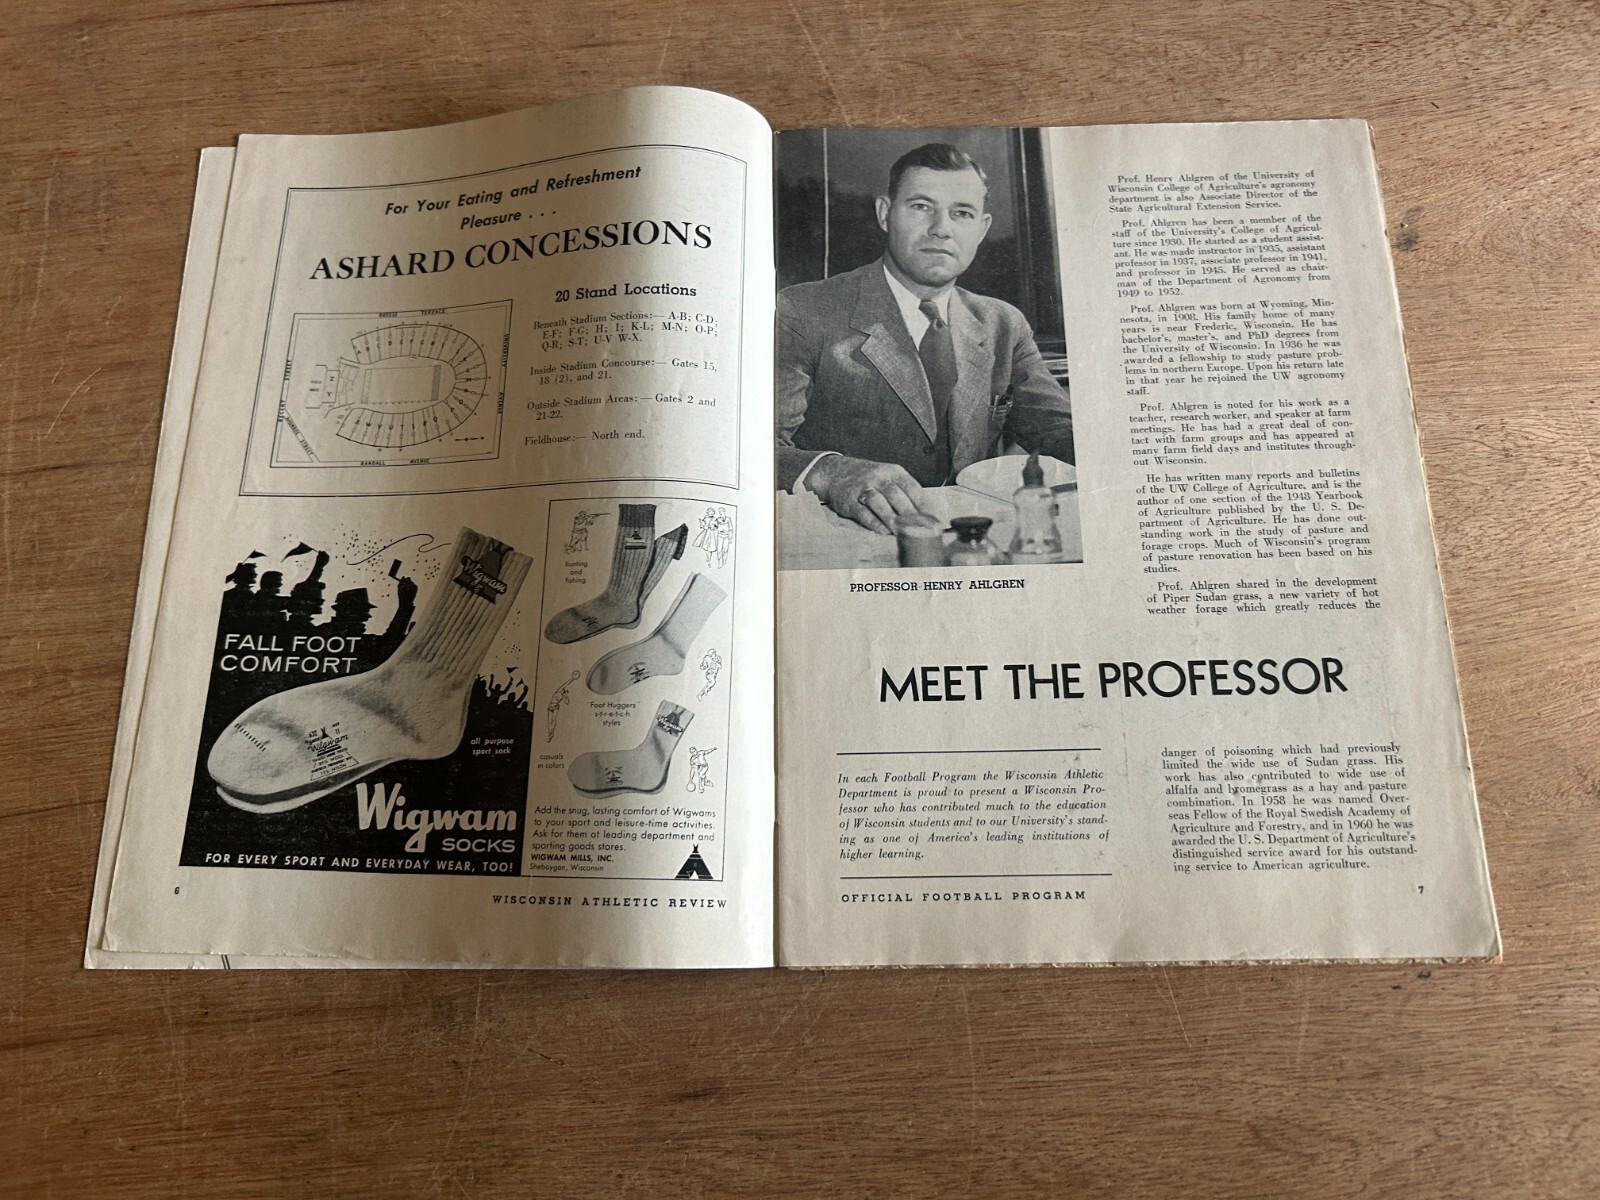 For Your Eating and Refreshment
Pleasure . . .
ASHARD CONCESSIONS
20 Stand Locations
Beneath Stadium Sections:— A-B; C-D;
E-F; F-G; H; I; K-L; M-N; O-P;
Q-R; S-T; U-V W-X.
Inside Stadium Concourse:— Gates 15,
18 (2), and 21.
Outside Stadium Areas:— Gates 2 and
21-22.
Fieldhouse:— North end.
TERRACE
UNIVERSITY
AVENUE
STREET
RANDALL AVENUE
FALL FOOT
COMFORT
Wigwam
Wigwam
all purpose
sport sock
Wigwam
SOCKS
FOR EVERY SPORT AND EVERYDAY WEAR, TOO!
hunting
and
fishing
"Foot Huggers"
s-t-r-e-t-c-h
styles
Wigwam
casuals
in colors
Add the snug, lasting comfort of Wigwams
to your sport and leisure-time activities.
Ask for them at leading department and
sporting goods stores.
WIGWAM MILLS, INC.
Sheboygan, Wisconsin
6
WISCONSIN ATHLETIC REVIEW
PROFESSOR HENRY AHLGREN
Prof. Henry Ahlgren of the University of
Wisconsin College of Agriculture's agronomy
department is also Associate Director of the
State Agricultural Extension Service.
Prof. Ahlgren has been a member of the
staff of the University's College of Agricul-
ture since 1930. He started as a student assist-
ant. He was made instructor in 1935, assistant
professor in 1937, associate professor in 1941,
and professor in 1945. He served as chair-
man of the Department of Agronomy from
1949 to 1952.
Prof. Ahlgren was born at Wyoming, Min-
nesota, in 1908. His family home of many
years is near Frederic, Wisconsin. He has
bachelor's, master's, and PhD degrees from
the University of Wisconsin. In 1936 he was
awarded a fellowship to study pasture prob-
lems in northern Europe. Upon his return late
in that year he rejoined the UW agronomy
staff.
Prof. Ahlgren is noted for his work as a
teacher, research worker, and speaker at farm
meetings. He has had a great deal of con-
tact with farm groups and has appeared at
many farm field days and institutes through-
out Wisconsin.
He has written many reports and bulletins
of the UW College of Agriculture, and is the
author of one section of the 1948 Yearbook
of Agriculture published by the U. S. De-
partment of Agriculture. He has done out-
standing work in the study of pasture and
forage crops. Much of Wisconsin's program
of pasture renovation has been based on his
studies.
Prof. Ahlgren shared in the development
of Piper Sudan grass, a new variety of hot
weather forage which greatly reduces the
MEET THE PROFESSOR
In each Football Program the Wisconsin Athletic
Department is proud to present a Wisconsin Pro-
fessor who has contributed much to the education
of Wisconsin students and to our University's stand-
ing as one of America's leading institutions of
higher learning.
danger of poisoning which had previously
limited the wide use of Sudan grass. His
work has also contributed to wide use of
alfalfa and bromegrass as a hay and pasture
combination. In 1958 he was named Over-
seas Fellow of the Royal Swedish Academy of
Agriculture and Forestry, and in 1960 he was
awarded the U. S. Department of Agriculture's
distinguished service award for his outstand-
ing service to American agriculture.
OFFICIAL FOOTBALL PROGRAM
7